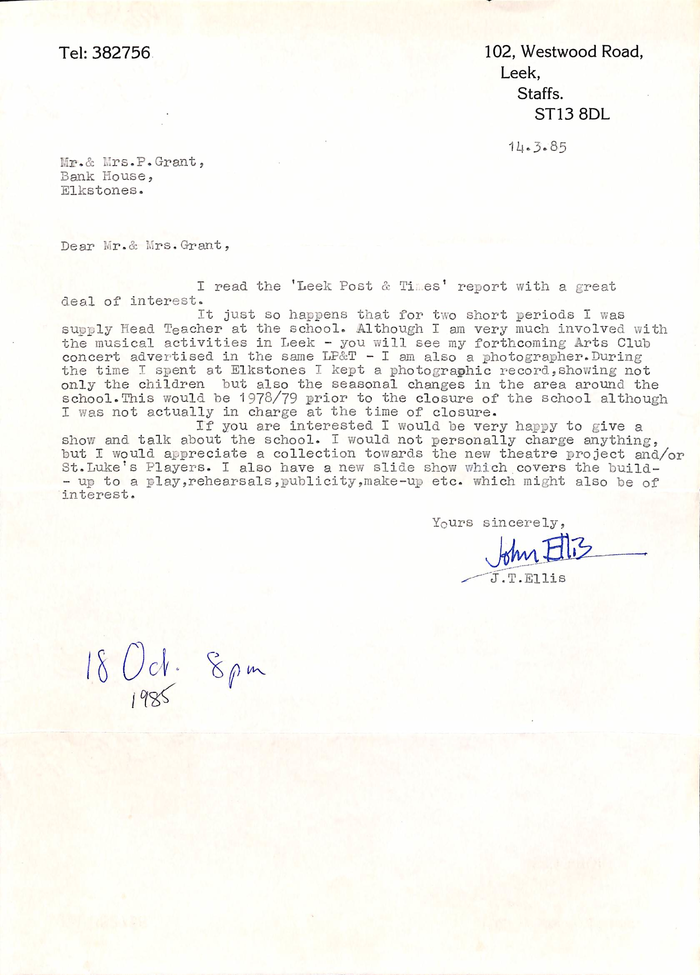 Tel: 382756
102, Westwood Road,
Leek,
Staffs.
ST13 8DL
14.3.85
Mr.& Mrs.P.Grant,
Bank House,
Elkstones.
Dear Mr.& Mrs.Grant,
I read the 'Leek Post & Times' report with a great
deal of interest.
It just so happens that for two short periods I was
supply Head Teacher at the school. Although I am very much involved with
the musical activities in Leek - you will see my forthcoming Arts Club
concert advertised in the same LP&T - I am also a photographer.During
the time I spent at Elkstones I kept a photographic record,showing not
only the children but also the seasonal changes in the area around the
school.This would be 1978/79 prior to the closure of the school although
I was not actually in charge at the time of closure.
If you are interested I would be very happy to give a
show and talk about the school. I would not personally charge anything,
but I would appreciate a collection towards the new theatre project and/or
St.Luke's Players. I also have a new slide show which covers the build-
- up to a play,rehearsals,publicity,make-up etc. which might also be of
interest.
Yours sincerely,
John Ellis
J.T.Ellis
18 Oct. 8pm
1985